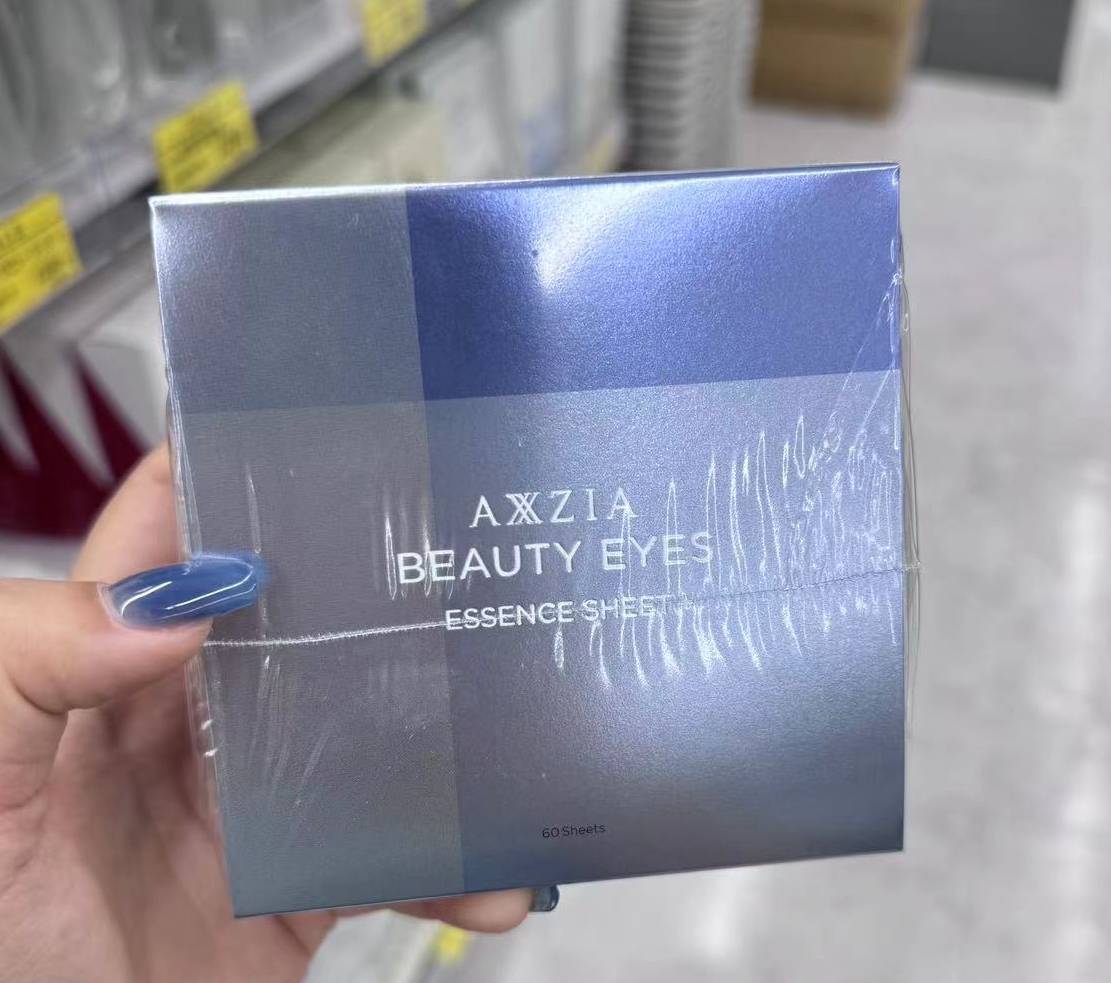 AXXZIA
BEAUTY EYES
ESSENCE SHEET+
60 Sheets